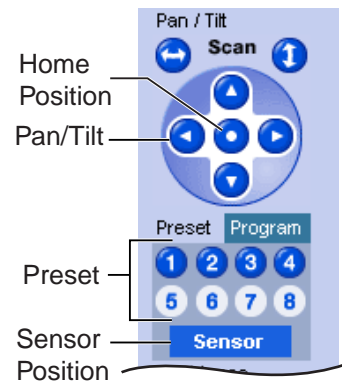 Pan / Tilt
Scan
Home
Position
Pan/Tilt
Preset Program
1 2 3 4
Preset
5 6 7 8
Sensor
Sensor
Position